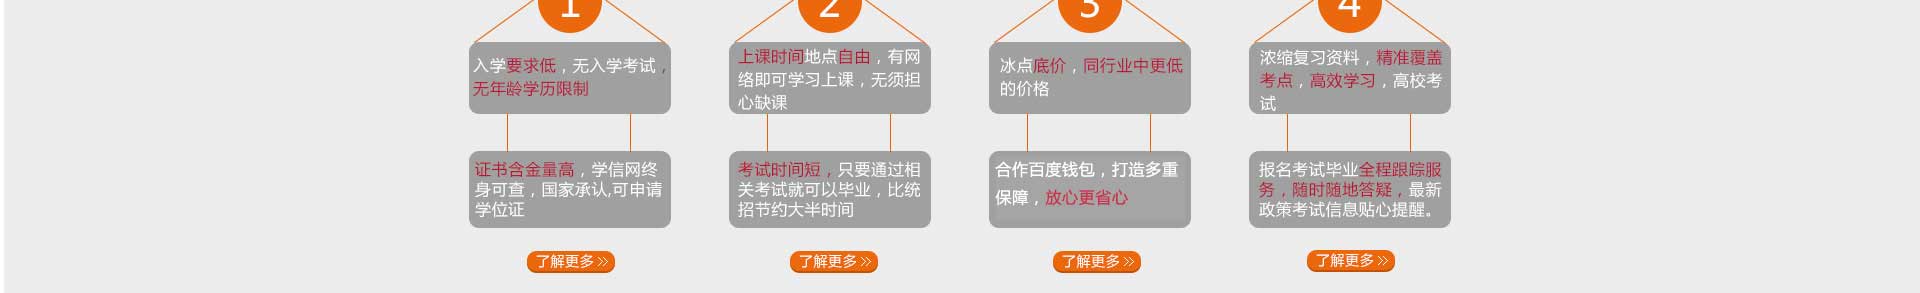 1
入学要求低，无入学考试，
无年龄学历限制
证书含金量高，学信网终
身可查，国家承认,可申请
学位证
了解更多
2
上课时间地点自由，有网
络即可学习上课，无须担
心缺课
考试时间短，只要通过相
关考试就可以毕业，比统
招节约大半时间
了解更多
3
冰点底价，同行业中更低
的价格
合作百度钱包，打造多重
保障，放心更省心
了解更多
4
浓缩复习资料，精准覆盖
考点，高效学习，高校考
试
报名考试毕业全程跟踪服
务，随时随地答疑，最新
政策考试信息贴心提醒。
了解更多